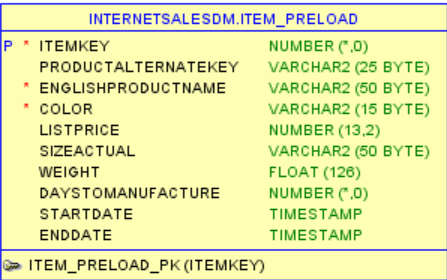 INTERNETSALESDM.ITEM_PRELOAD
P * ITEMKEY NUMBER (*,0)
PRODUCTALTERNATEKEY VARCHAR2 (25 BYTE)
* ENGLISHPRODUCTNAME VARCHAR2 (50 BYTE)
* COLOR VARCHAR2 (15 BYTE)
LISTPRICE NUMBER (13,2)
SIZEACTUAL VARCHAR2 (50 BYTE)
WEIGHT FLOAT (126)
DAYSTOMANUFACTURE NUMBER (*,0)
STARTDATE TIMESTAMP
ENDDATE TIMESTAMP
ITEM_PRELOAD_PK (ITEMKEY)